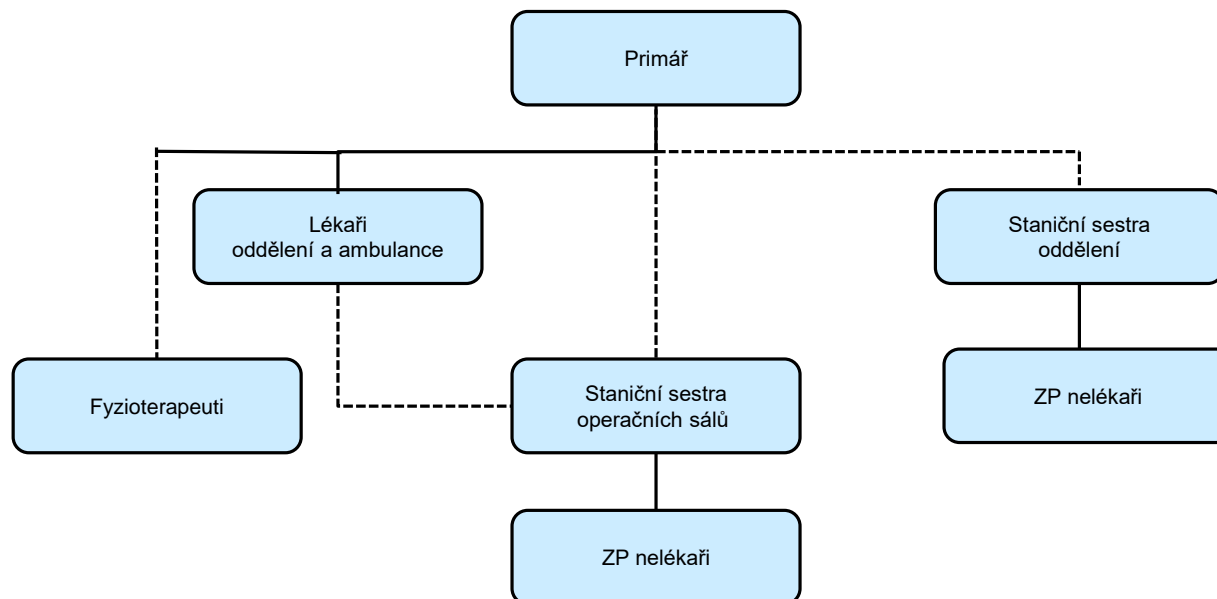 Primář
Lékaři
oddělení a ambulance
Staniční sestra
oddělení
Fyzioterapeuti
Staniční sestra
operačních sálů
ZP nelékaři
ZP nelékaři